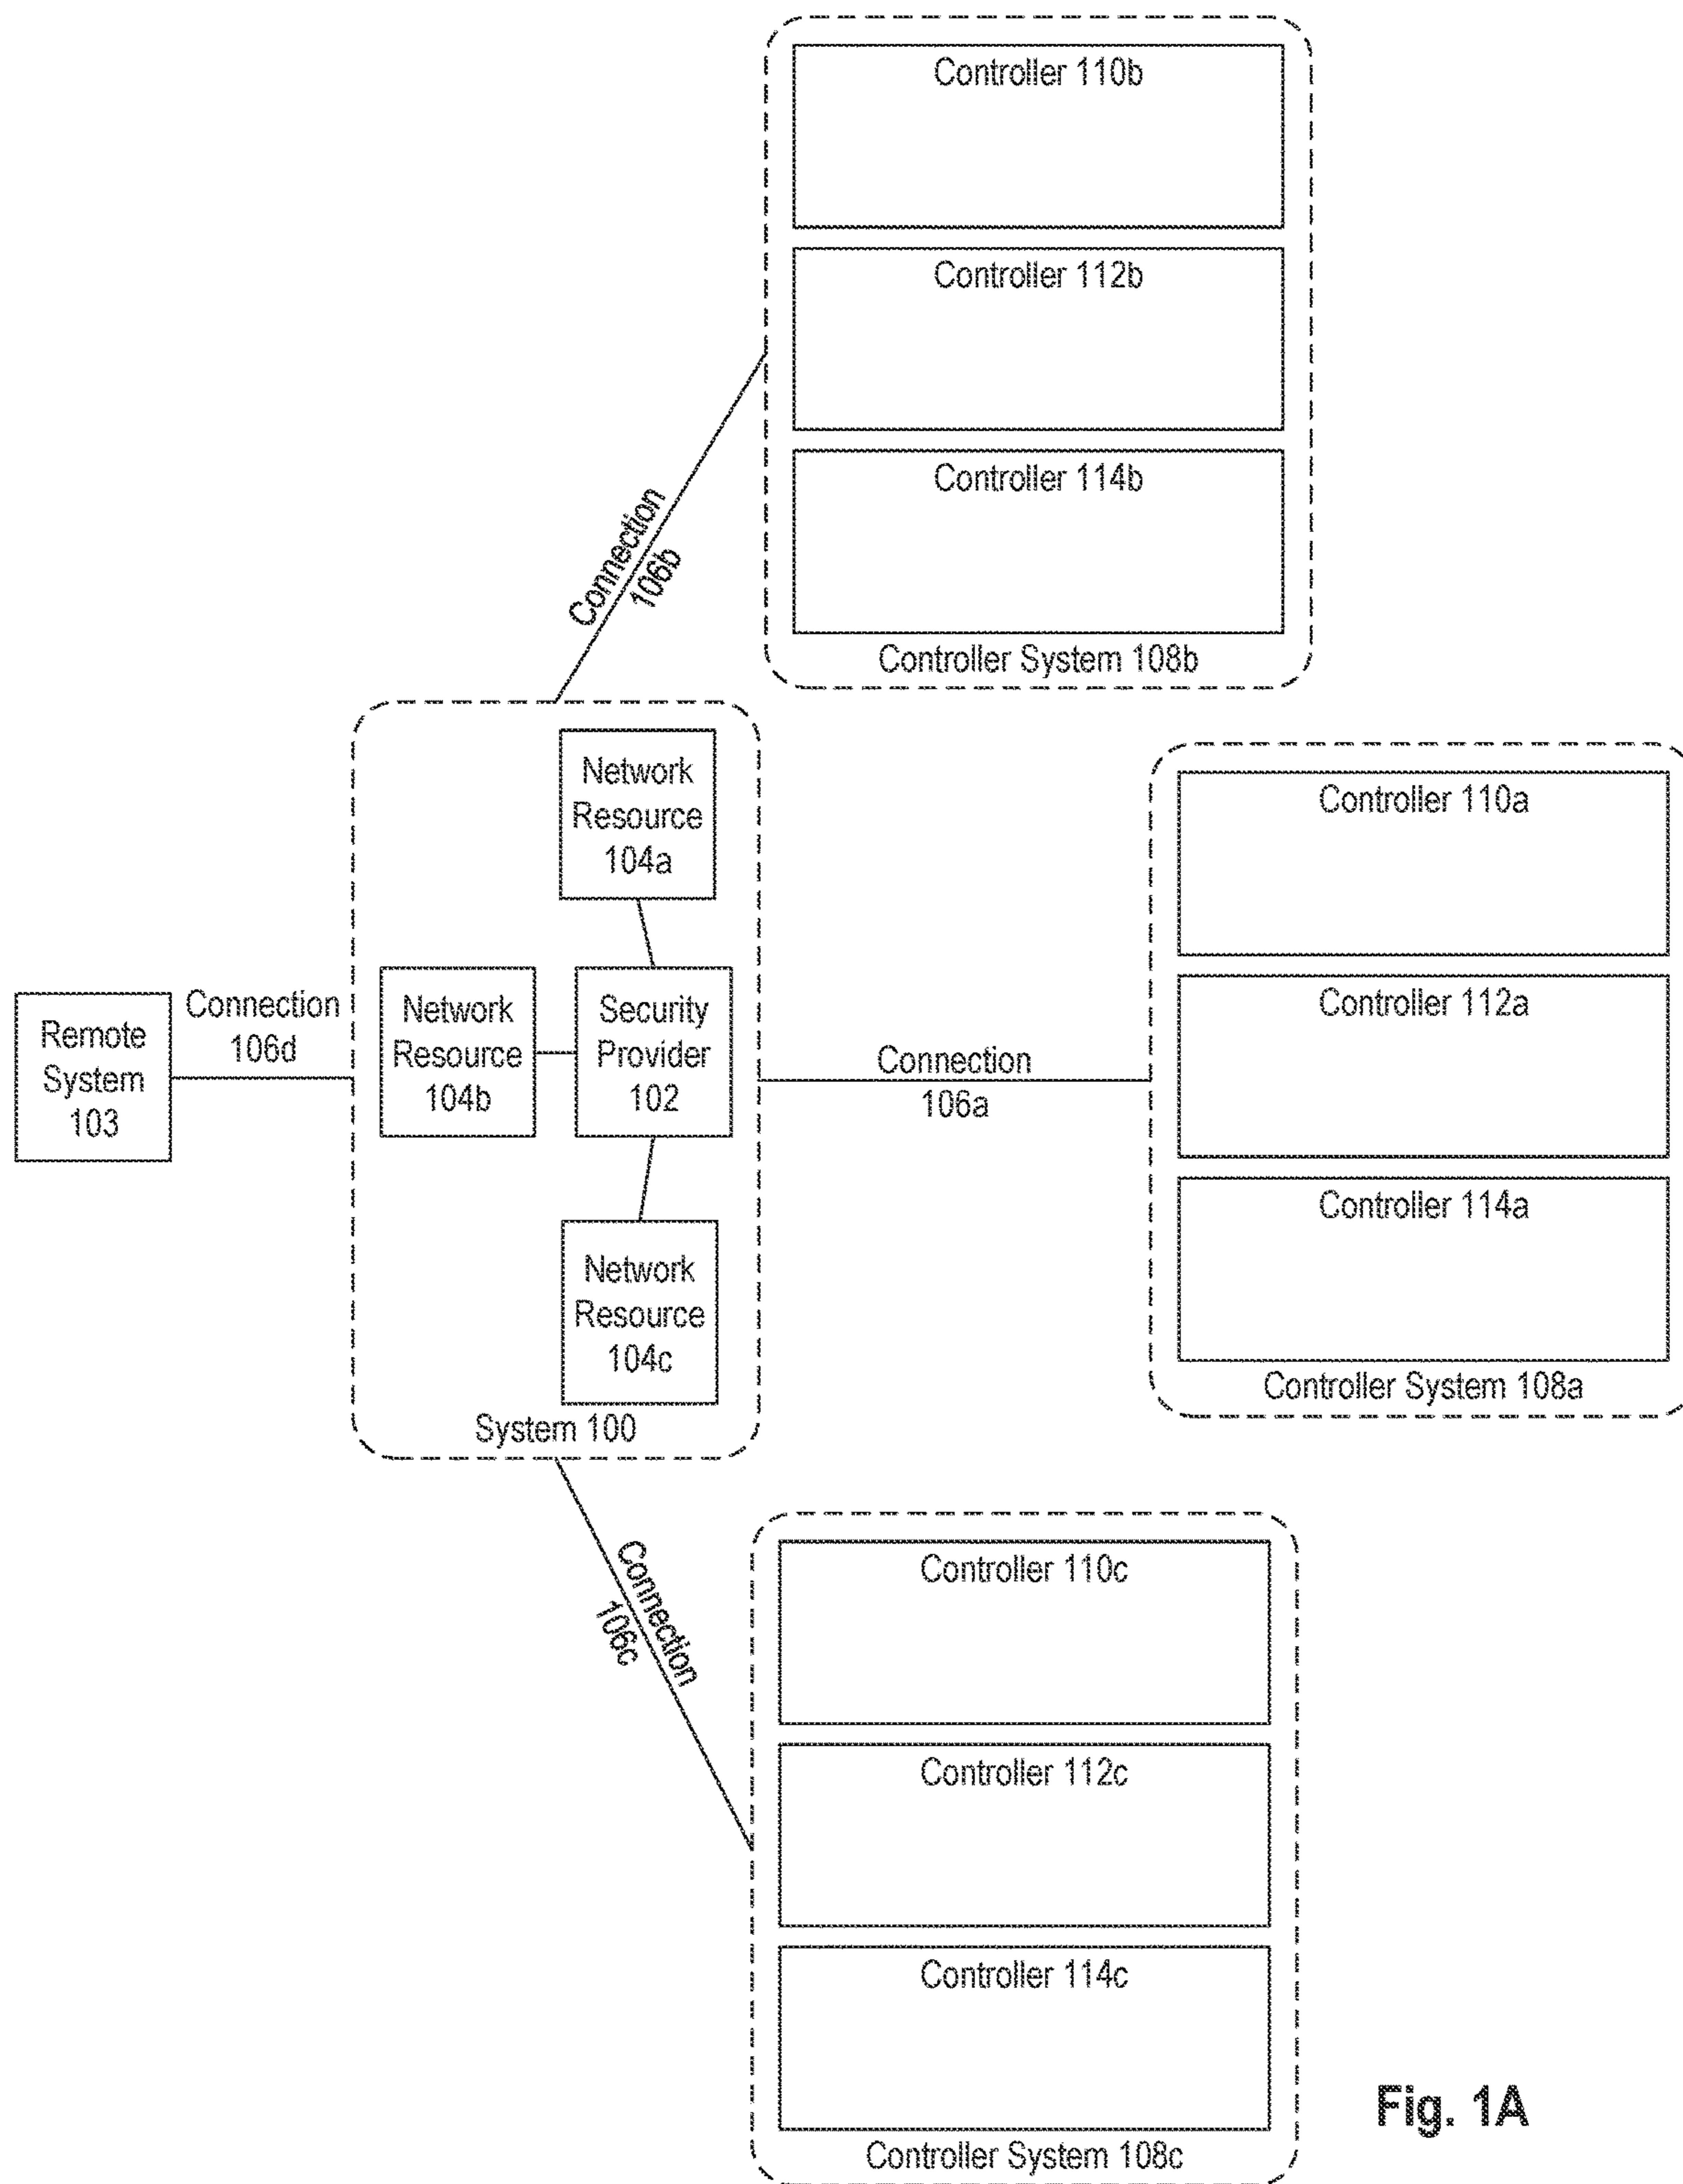 Controller 110b
Controller 112b
Controller 114b
Controller System 108b
Connection
106b
Network
Resource
104a
Network
Resource
104b
Security
Provider
102
Network
Resource
104c
System 100
Remote
System
103
Connection
106d
Connection
106a
Controller 110a
Controller 112a
Controller 114a
Controller System 108a
Connection
106c
Controller 110c
Controller 112c
Controller 114c
Controller System 108c
Fig. 1A